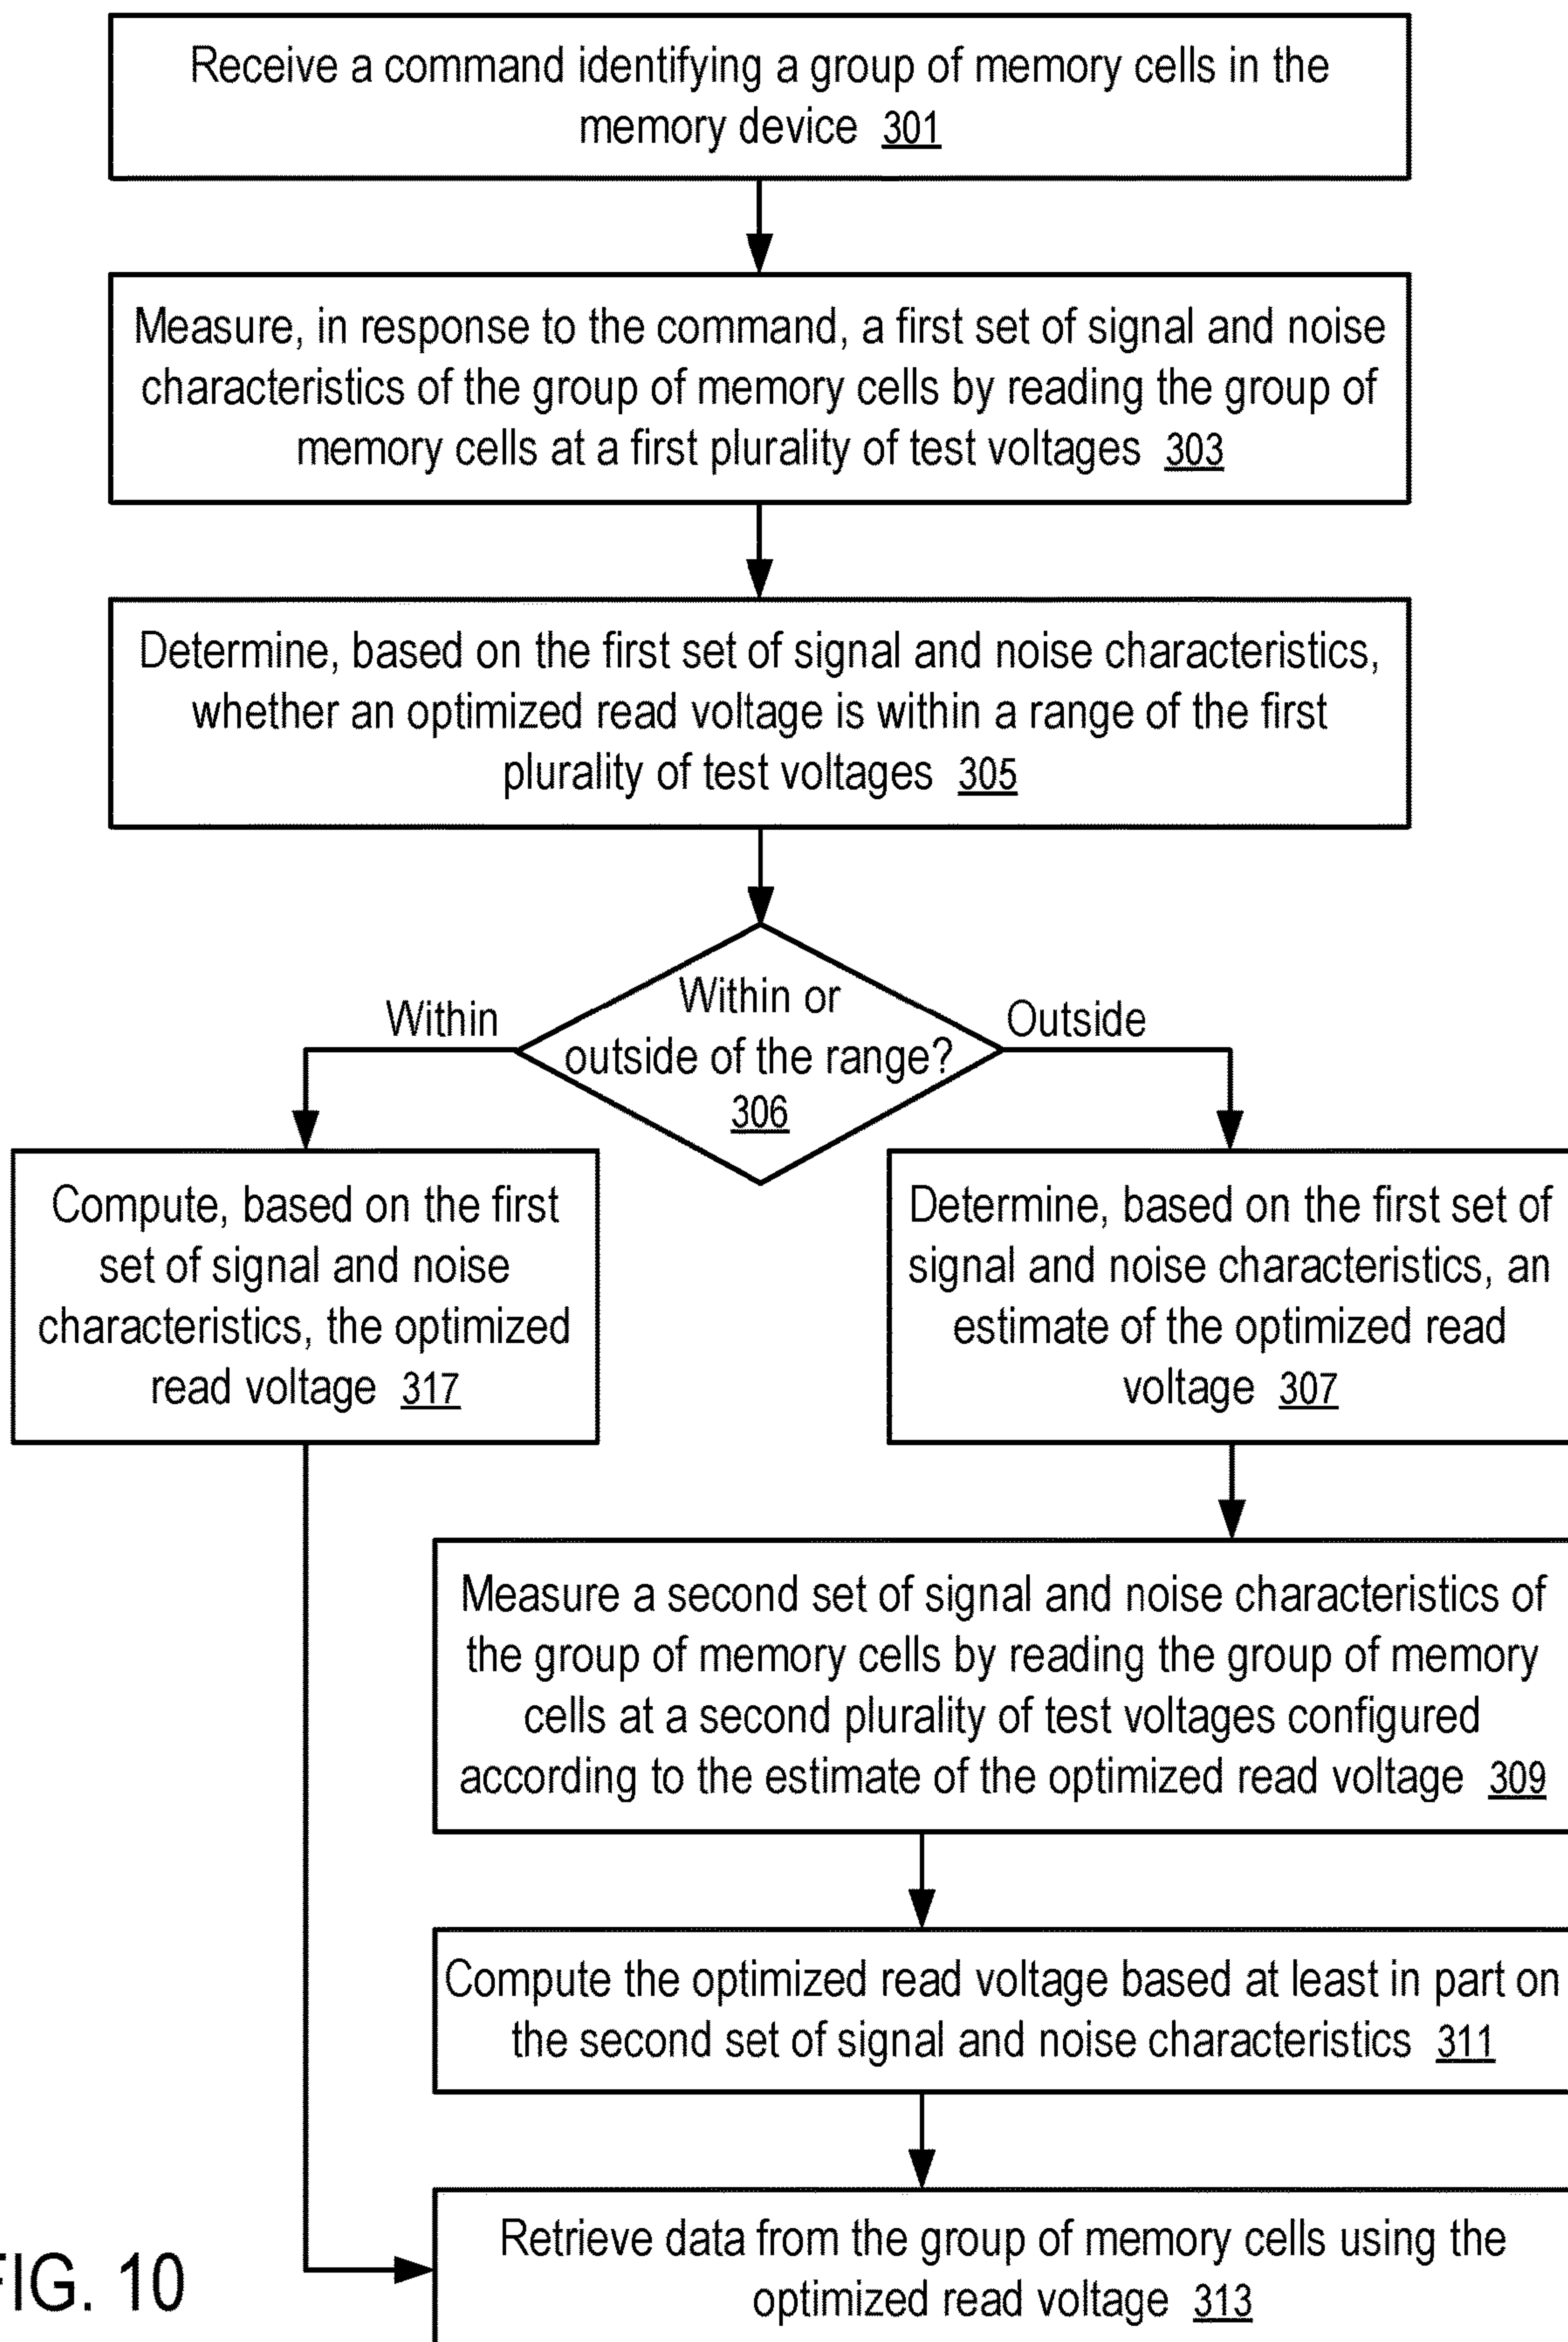 Receive a command identifying a group of memory cells in the
memory device 301
Measure, in response to the command, a first set of signal and noise
characteristics of the group of memory cells by reading the group of
memory cells at a first plurality of test voltages 303
Determine, based on the first set of signal and noise characteristics,
whether an optimized read voltage is within a range of the first
plurality of test voltages 305
Within or
outside of the range?
306
Within
Outside
Compute, based on the first
set of signal and noise
characteristics, the optimized
read voltage 317
Determine, based on the first set of
signal and noise characteristics, an
estimate of the optimized read
voltage 307
Measure a second set of signal and noise characteristics of
the group of memory cells by reading the group of memory
cells at a second plurality of test voltages configured
according to the estimate of the optimized read voltage 309
Compute the optimized read voltage based at least in part on
the second set of signal and noise characteristics 311
Retrieve data from the group of memory cells using the
optimized read voltage 313
FIG. 10